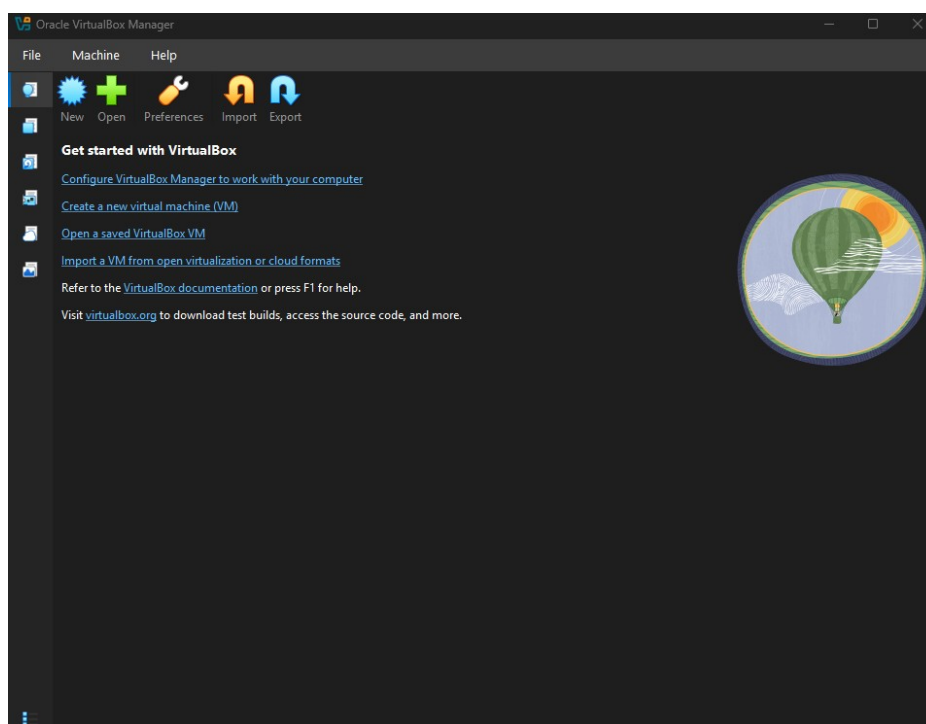 Oracle VirtualBox Manager
File Machine Help
New Open Preferences Import Export
Get started with VirtualBox
Configure VirtualBox Manager to work with your computer
Create a new virtual machine (VM)
Open a saved VirtualBox VM
Import a VM from open virtualization or cloud formats
Refer to the VirtualBox documentation or press F1 for help.
Visit virtualbox.org to download test builds, access the source code, and more.